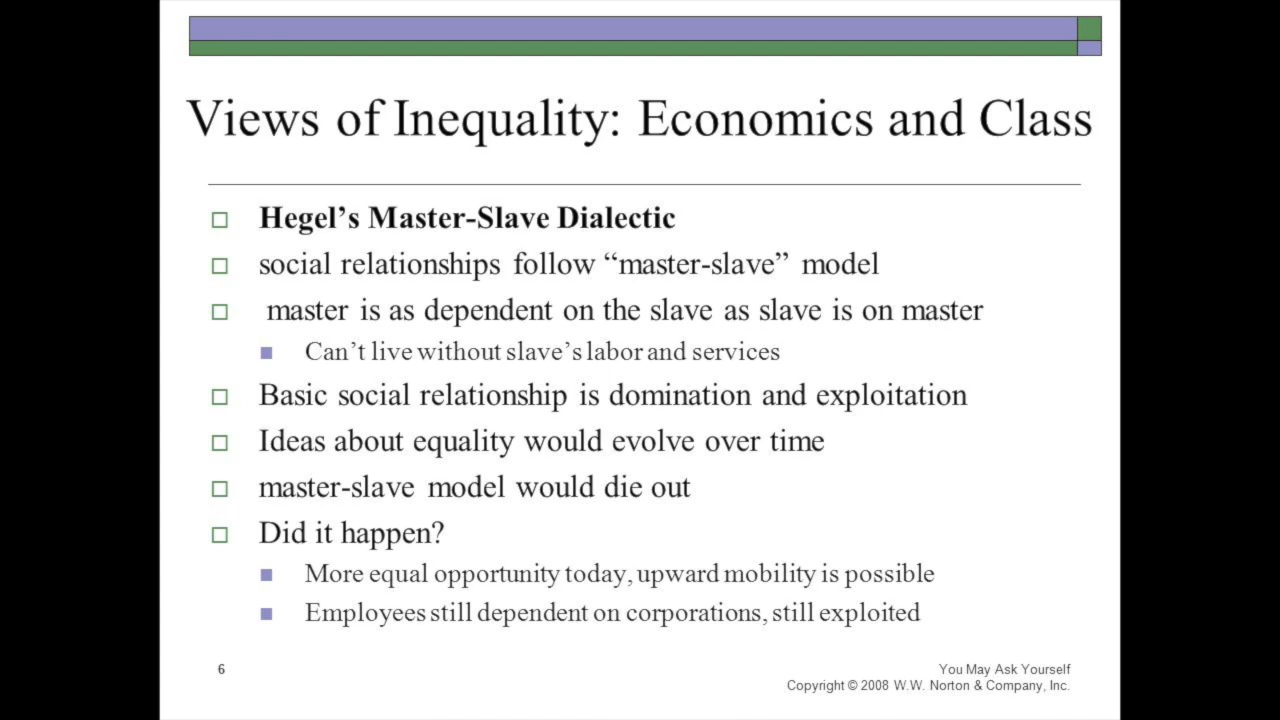 Views of Inequality: Economics and Class
Hegel’s Master-Slave Dialectic
social relationships follow “master-slave” model
master is as dependent on the slave as slave is on master
Can’t live without slave’s labor and services
Basic social relationship is domination and exploitation
Ideas about equality would evolve over time
master-slave model would die out
Did it happen?
More equal opportunity today, upward mobility is possible
Employees still dependent on corporations, still exploited
6
You May Ask Yourself
Copyright © 2008 W.W. Norton & Company, Inc.